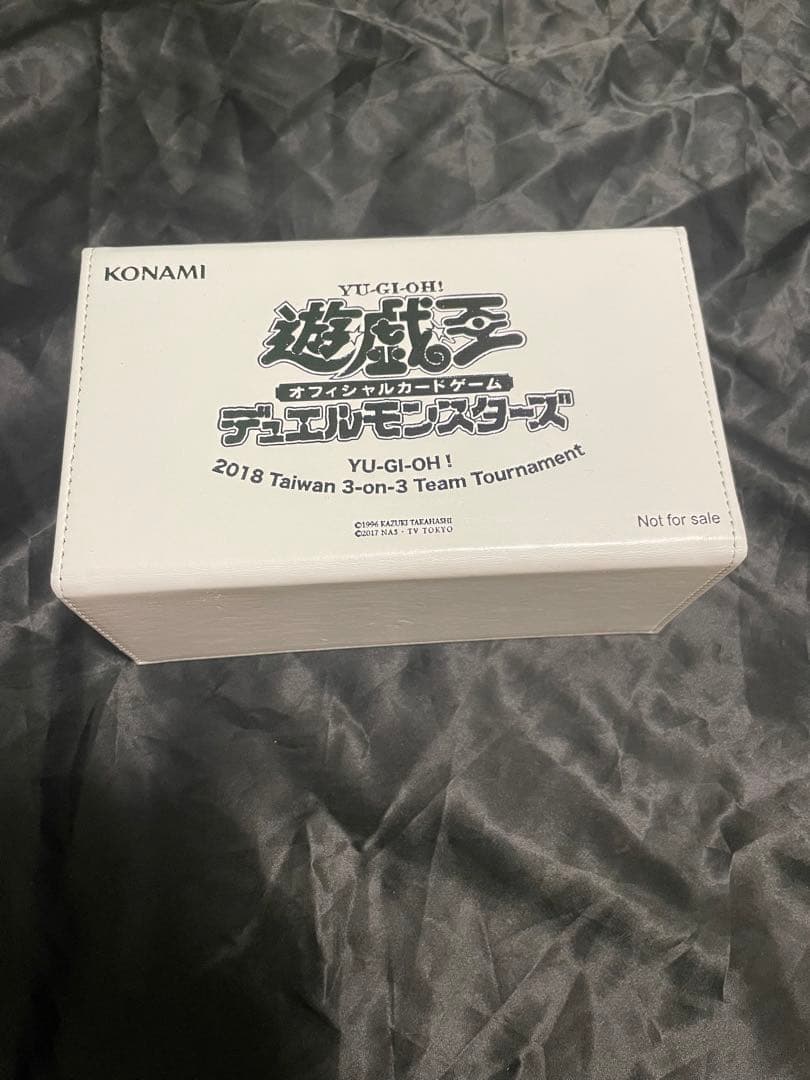 KONAMI
YU-GI-OH!
遊戯王
オフィシャルカードゲーム
デュエルモンスターズ
YU-GI-OH!
2018 Taiwan 3-on-3 Team Tournament
©1996 KAZUKI TAKAHASHI
©2017 NAS・TV TOKYO
Not for sale